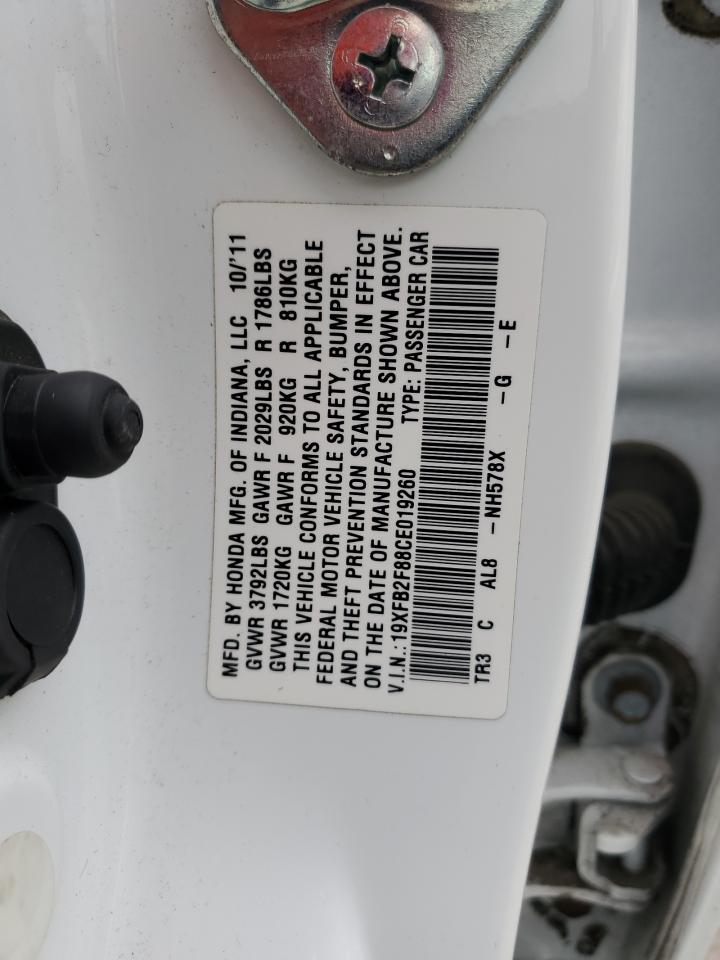 MFD. BY HONDA MFG. OF INDIANA, LLC 10/'11
GVWR 3792LBS GAWR F 2029LBS R 1786LBS
GVWR 1720KG GAWR F 920KG R 810KG
THIS VEHICLE CONFORMS TO ALL APPLICABLE
FEDERAL MOTOR VEHICLE SAFETY, BUMPER,
AND THEFT PREVENTION STANDARDS IN EFFECT
ON THE DATE OF MANUFACTURE SHOWN ABOVE.
V.I.N.:19XFB2F88CE019260 TYPE: PASSENGER CAR
TR3 C AL8 -NH578X -G -E